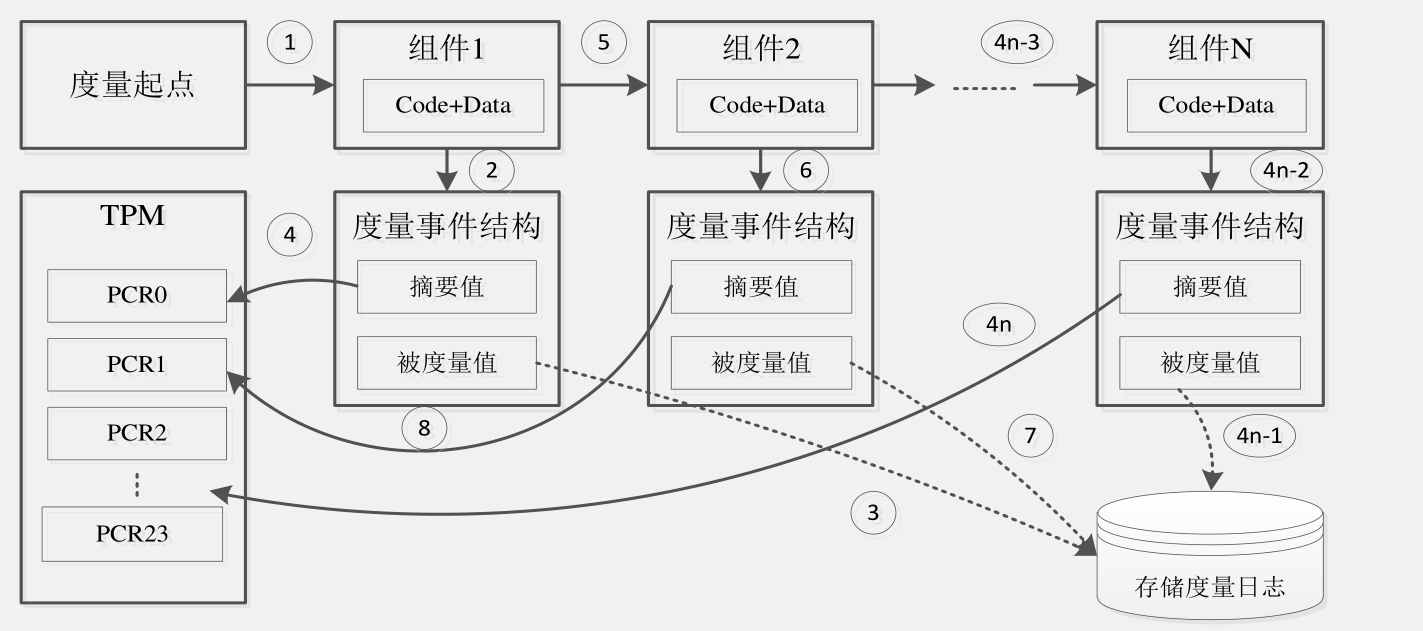 度量起点
1
组件1
Code+Data
5
组件2
Code+Data
4n-3
组件N
Code+Data
2
6
4n-2
TPM
PCR0
PCR1
PCR2
PCR23
4
度量事件结构
摘要值
被度量值
8
度量事件结构
摘要值
被度量值
4n
度量事件结构
摘要值
被度量值
3
7
4n-1
存储度量日志